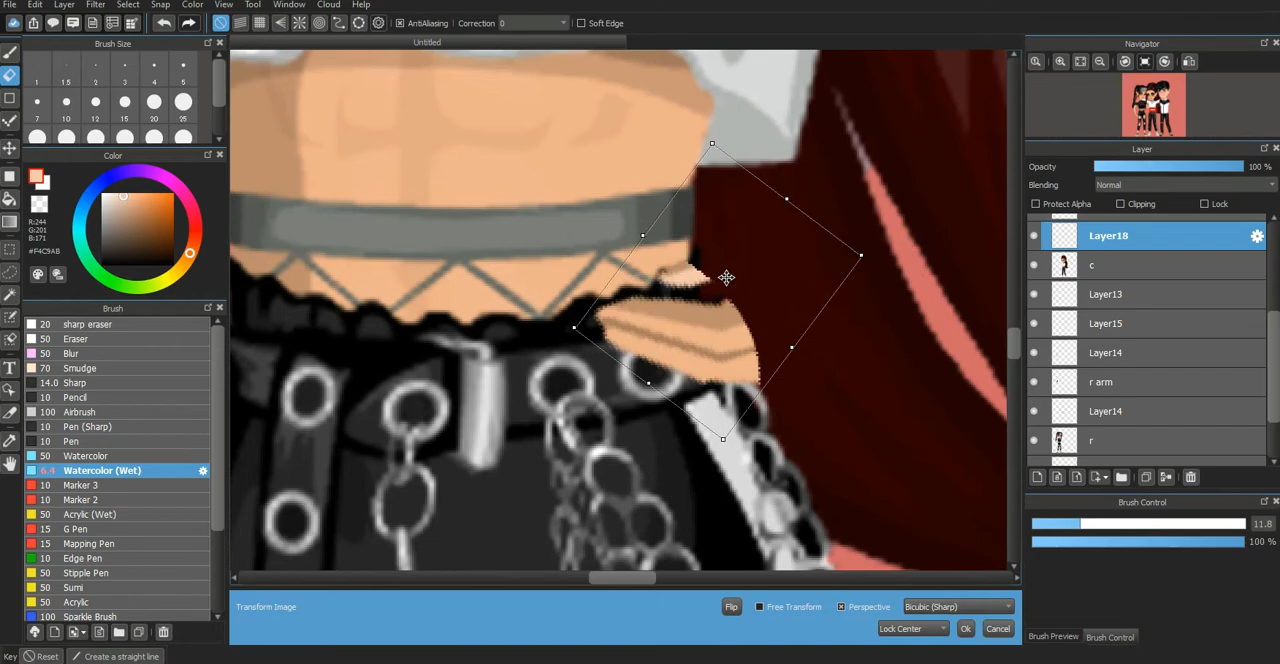 File Edit Layer Filter Select Snap Color View Tool Window Cloud Help
AntiAliasing Correction 0 Soft Edge
Brush Size
Untitled
Navigator
1 1.5 2 3 4 5
7 10 12 15 20 25
Color
R:244
G:201
B:171
#F4C9AB
Layer
Opacity 100 %
Blending Normal
Protect Alpha Clipping Lock
Layer18
c
Layer13
Layer15
Layer14
r arm
Layer14
r
Brush
20 sharp eraser
50 Eraser
50 Blur
70 Smudge
14.0 Sharp
10 Pencil
100 Airbrush
10 Pen (Sharp)
10 Pen
50 Watercolor
6.4 Watercolor (Wet)
10 Marker 3
10 Marker 2
50 Acrylic (Wet)
15 G Pen
15 Mapping Pen
10 Edge Pen
50 Stipple Pen
50 Sumi
50 Acrylic
100 Sparkle Brush
Brush Control
11.8
100 %
Transform Image
Flip Free Transform Perspective Bicubic (Sharp)
Lock Center Ok Cancel
Brush Preview Brush Control
Key Reset Create a straight line